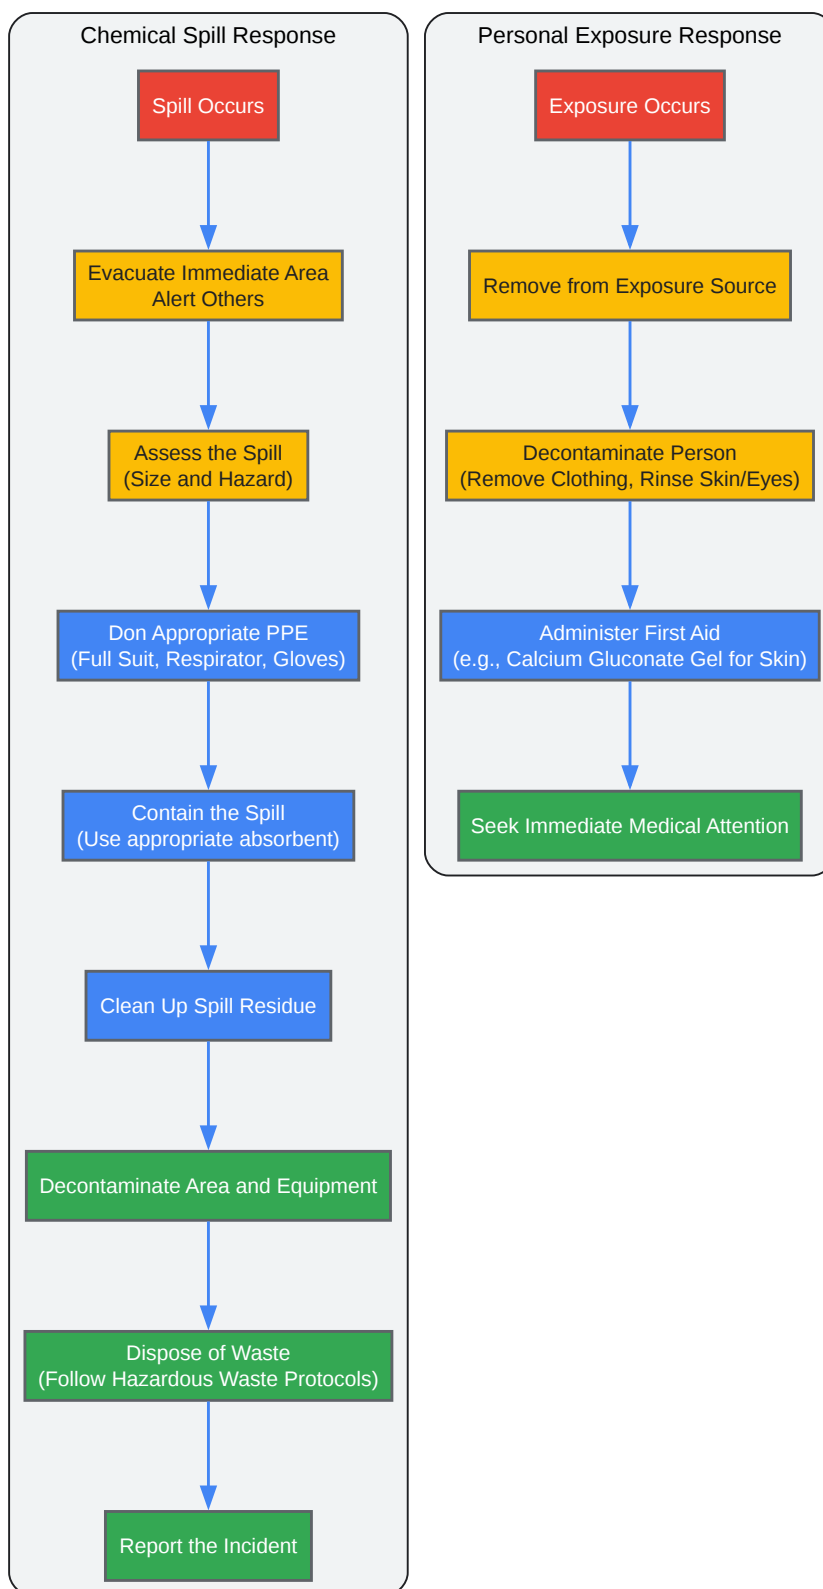 Chemical Spill Response
Spill Occurs
Evacuate Immediate Area
Alert Others
Assess the Spill
(Size and Hazard)
Don Appropriate PPE
(Full Suit, Respirator, Gloves)
Contain the Spill
(Use appropriate absorbent)
Clean Up Spill Residue
Decontaminate Area and Equipment
Dispose of Waste
(Follow Hazardous Waste Protocols)
Report the Incident
Personal Exposure Response
Exposure Occurs
Remove from Exposure Source
Decontaminate Person
(Remove Clothing, Rinse Skin/Eyes)
Administer First Aid
(e.g., Calcium Gluconate Gel for Skin)
Seek Immediate Medical Attention